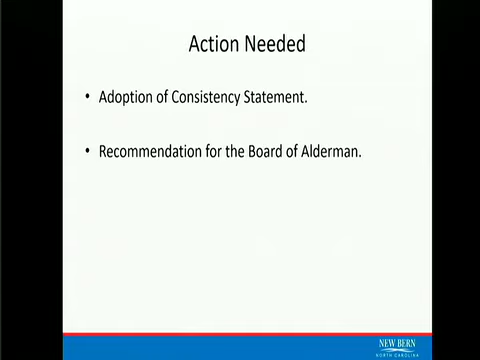 Action Needed
• Adoption of Consistency Statement.
• Recommendation for the Board of Alderman.
NEW BERN
NORTH CAROLINA